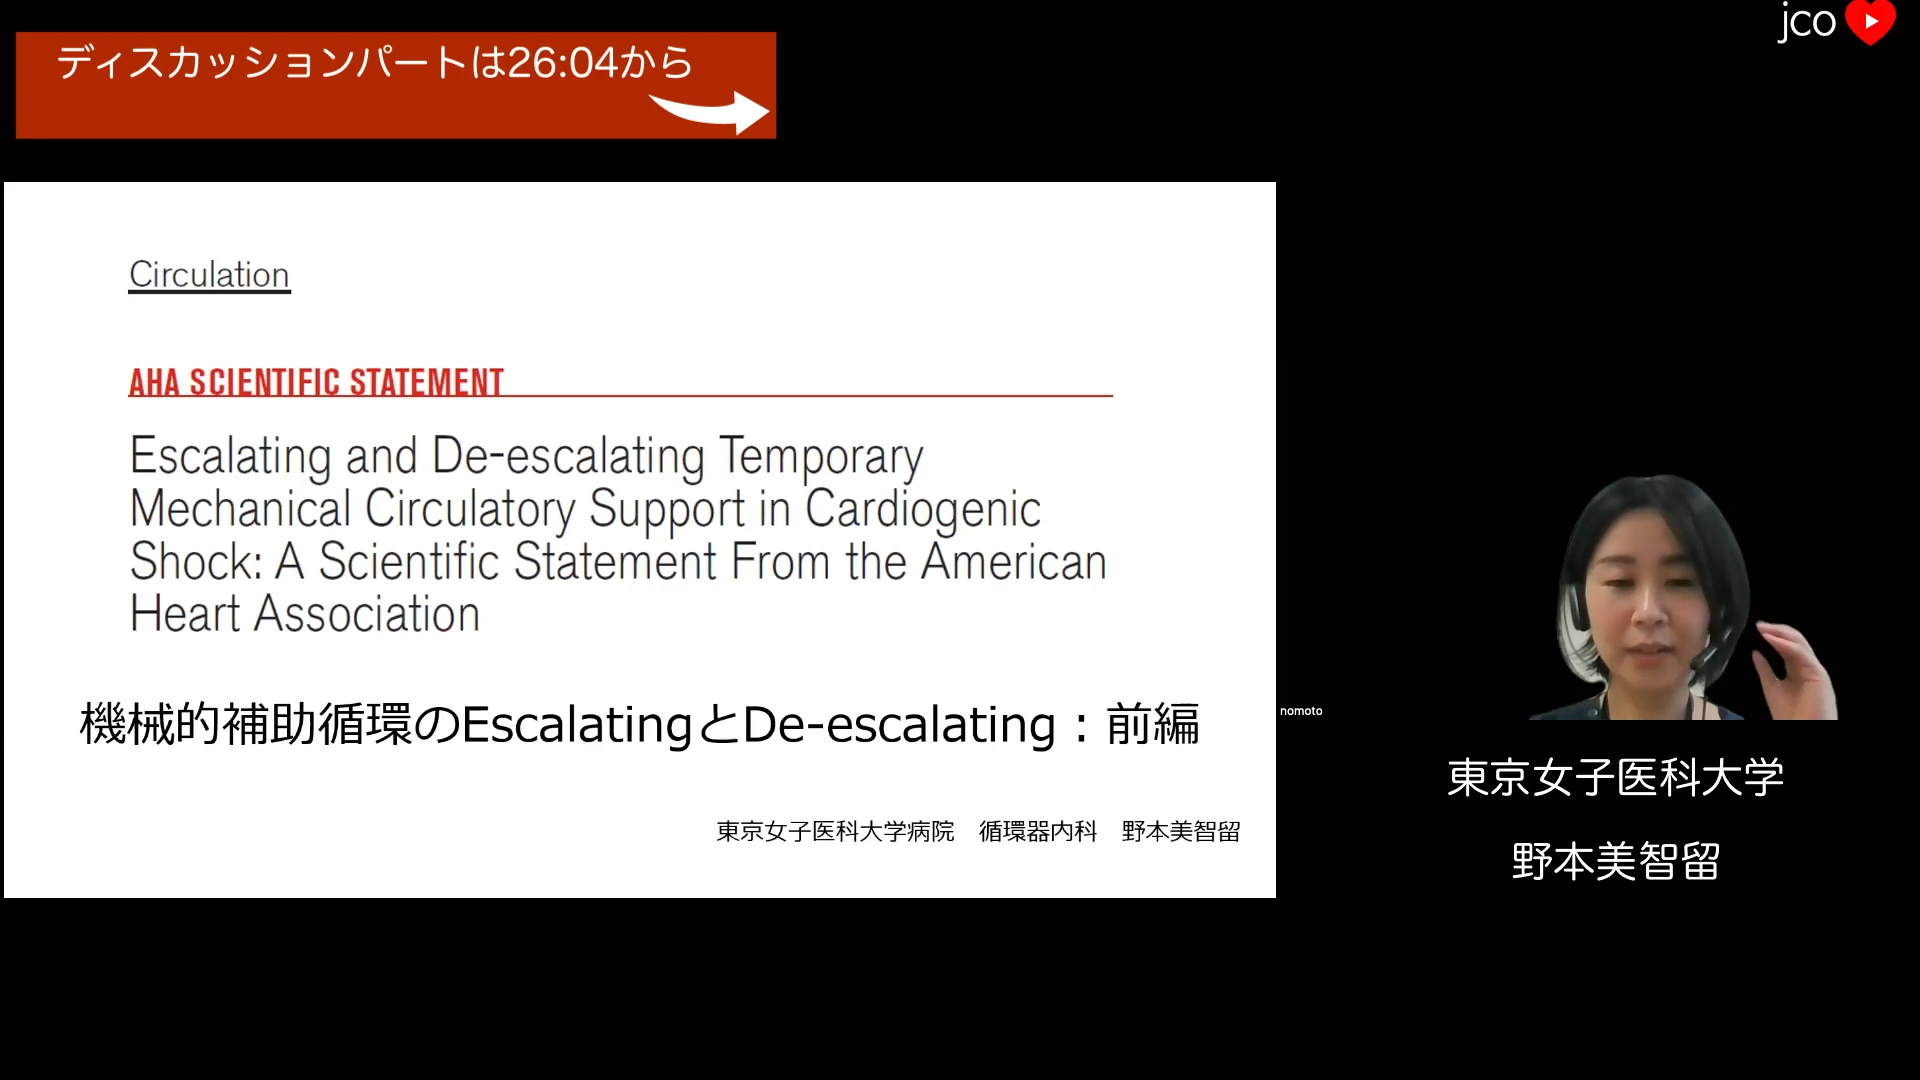 jco
ディスカッションパートは26:04から
Circulation
AHA SCIENTIFIC STATEMENT
Escalating and De-escalating Temporary
Mechanical Circulatory Support in Cardiogenic
Shock: A Scientific Statement From the American
Heart Association
機械的補助循環のEscalatingとDe-escalating：前編
東京女子医科大学病院　循環器内科　野本美智留
nomoto
東京女子医科大学
野本美智留